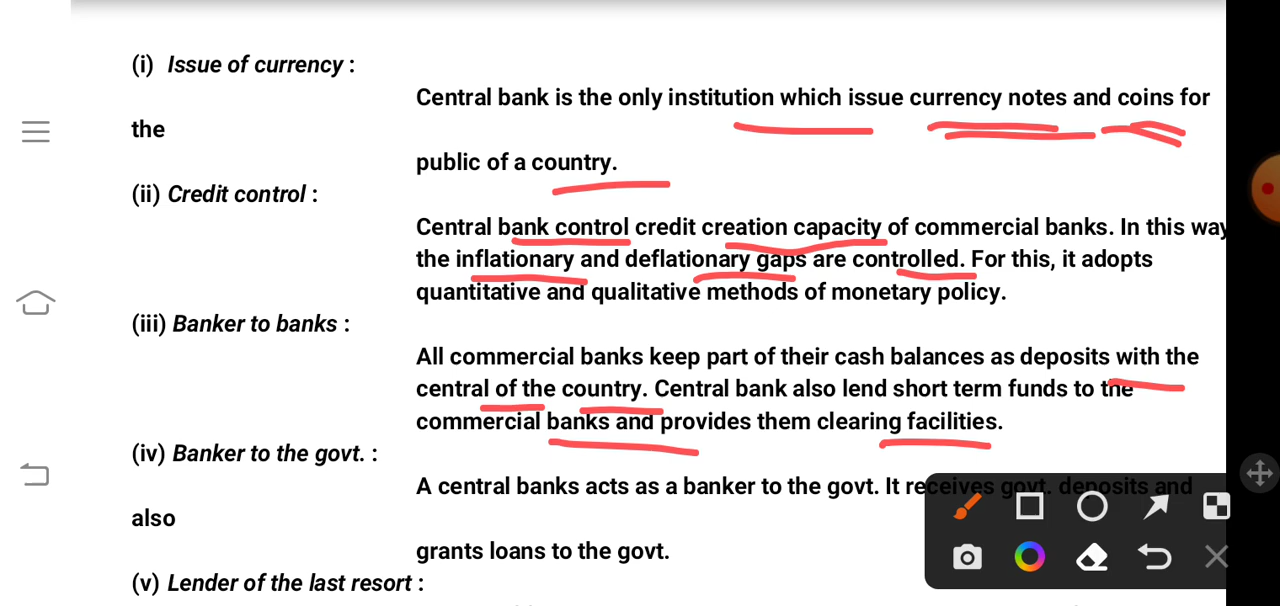 (i) Issue of currency :
Central bank is the only institution which issue currency notes and coins for
the
public of a country.
(ii) Credit control :
Central bank control credit creation capacity of commercial banks. In this way
the inflationary and deflationary gaps are controlled. For this, it adopts
quantitative and qualitative methods of monetary policy.
(iii) Banker to banks :
All commercial banks keep part of their cash balances as deposits with the
central of the country. Central bank also lend short term funds to the
commercial banks and provides them clearing facilities.
(iv) Banker to the govt. :
A central banks acts as a banker to the govt. It receives govt. deposits and
also
grants loans to the govt.
(v) Lender of the last resort :